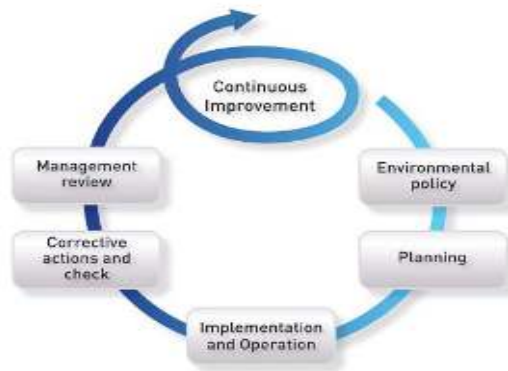 Continuous
Improvement
Management
review
Environmental
policy
Corrective
actions and
check
Planning
Implementation
and Operation